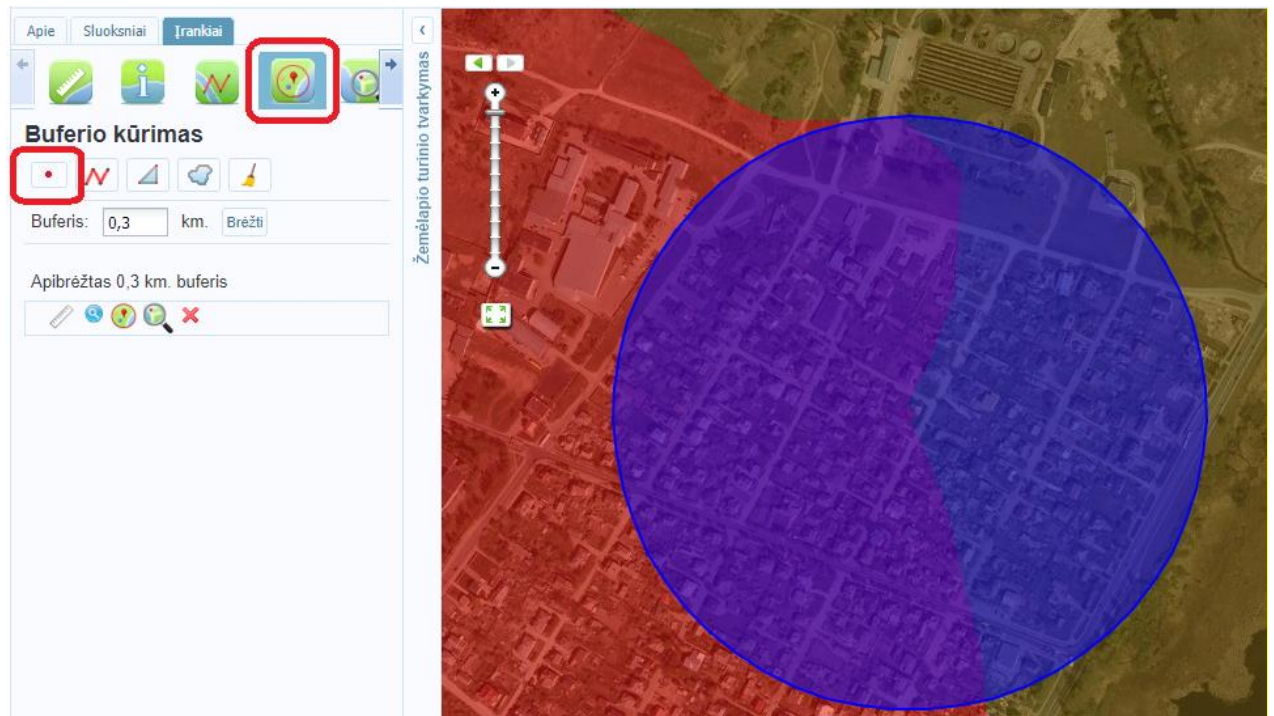 Apie Sluoksniai Įrankiai
Buferio kūrimas
Buferis: 0,3 km. Brėžti
Apibrėžtas 0,3 km. buferis
Žemėlapio turinio tvarkymas